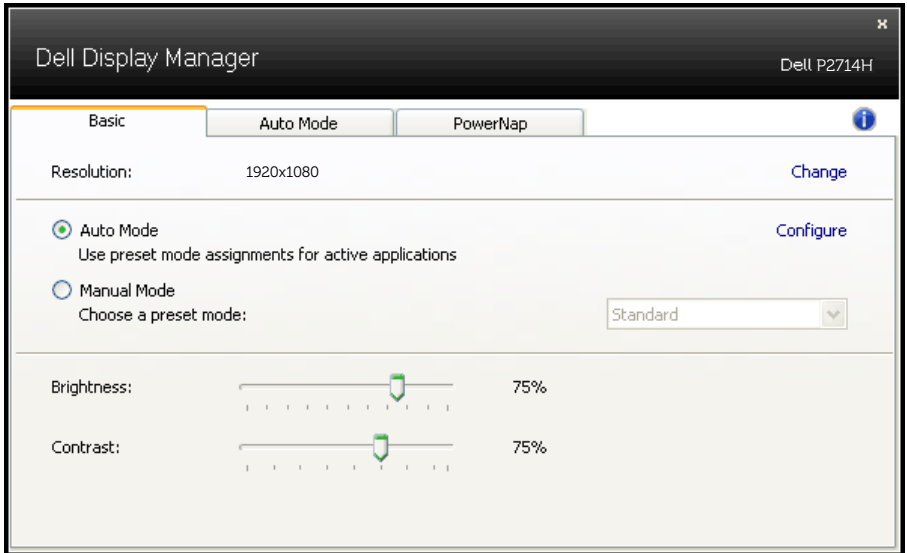 x
Dell Display Manager
Dell P2714H
Basic Auto Mode PowerNap i
Resolution: 1920x1080 Change
Auto Mode Configure
Use preset mode assignments for active applications
Manual Mode
Choose a preset mode: Standard
Brightness: 75%
Contrast: 75%